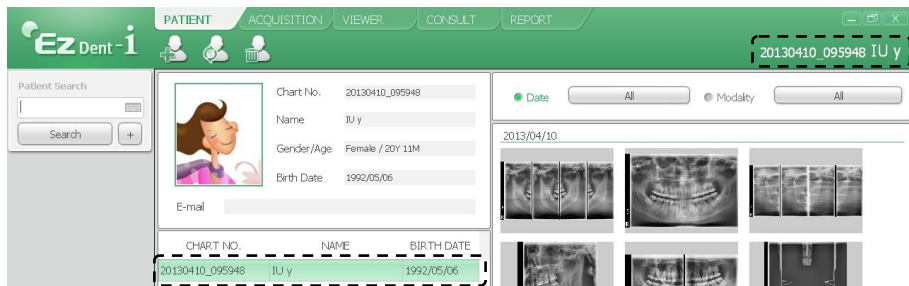 Ez Dent-i
PATIENT
ACQUISITION
VIEWER
CONSULT
REPORT
20130410_095948 IU y
Patient Search
Search
+
Chart No.
20130410_095948
Name
IU y
Gender/Age
Female / 20Y 11M
Birth Date
1992/05/06
E-mail
CHART NO.
NAME
BIRTH DATE
20130410_095948
IU y
1992/05/06
Date
All
Modality
All
2013/04/10